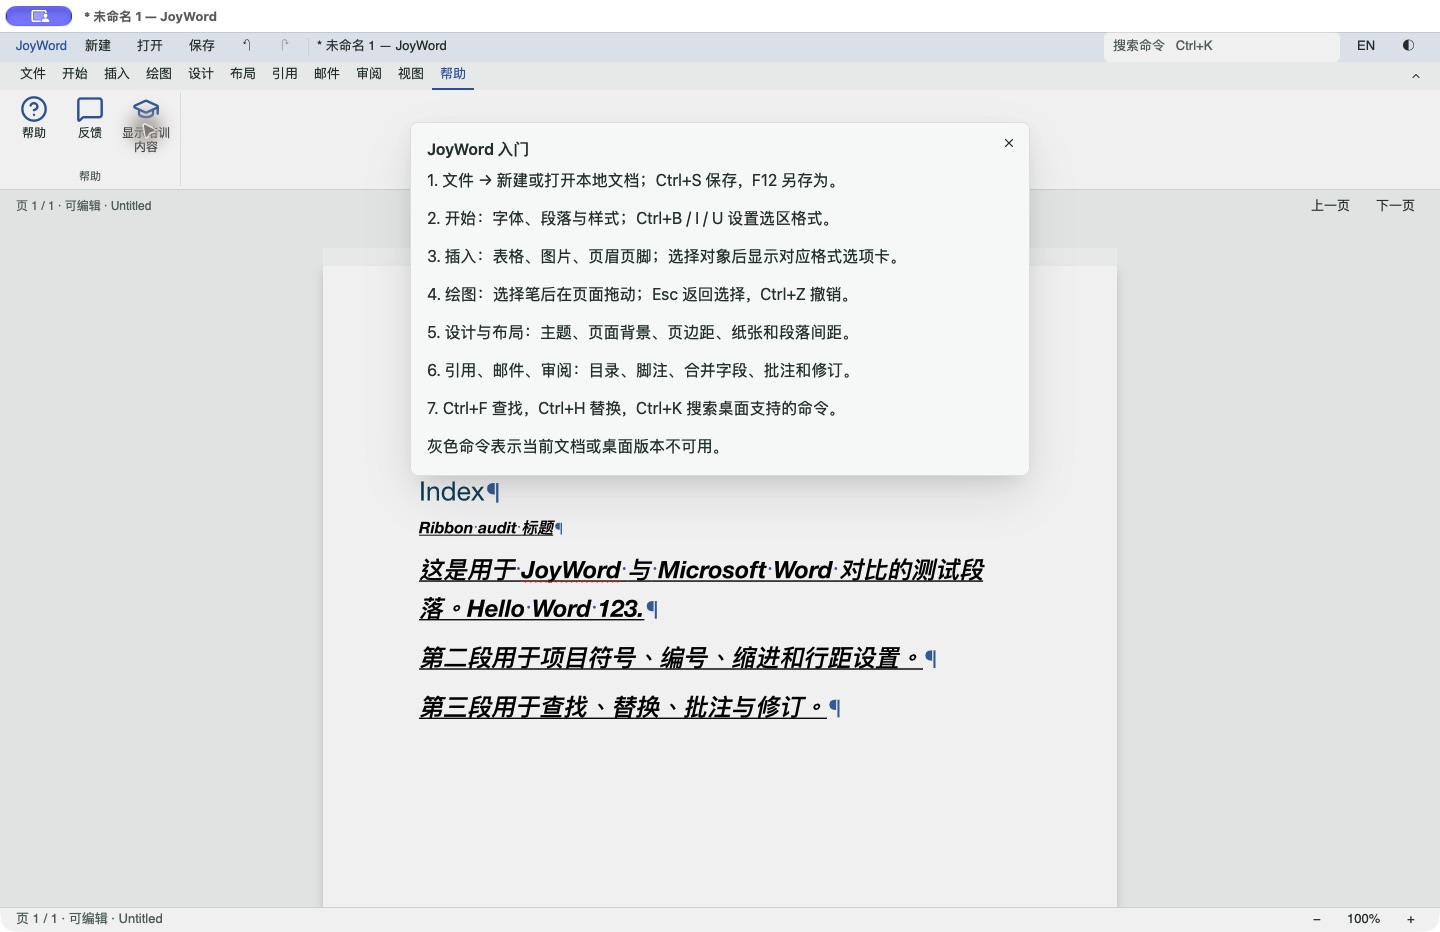 * 未命名 1 — JoyWord
JoyWord 新建 打开 保存 * 未命名 1 — JoyWord 搜索命令 Ctrl+K EN
文件 开始 插入 绘图 设计 布局 引用 邮件 审阅 视图 帮助
帮助 反馈 显示培训
内容
帮助
页 1 / 1 · 可编辑 · Untitled 上一页 下一页
JoyWord 入门
1. 文件 → 新建或打开本地文档；Ctrl+S 保存，F12 另存为。
2. 开始：字体、段落与样式；Ctrl+B / I / U 设置选区格式。
3. 插入：表格、图片、页眉页脚；选择对象后显示对应格式选项卡。
4. 绘图：选择笔后在页面拖动；Esc 返回选择，Ctrl+Z 撤销。
5. 设计与布局：主题、页面背景、页边距、纸张和段落间距。
6. 引用、邮件、审阅：目录、脚注、合并字段、批注和修订。
7. Ctrl+F 查找，Ctrl+H 替换，Ctrl+K 搜索桌面支持的命令。
灰色命令表示当前文档或桌面版本不可用。
Index¶
Ribbon·audit·标题¶
这是用于·JoyWord·与·Microsoft·Word·对比的测试段
落。Hello·Word·123.¶
第二段用于项目符号、编号、缩进和行距设置。¶
第三段用于查找、替换、批注与修订。¶
页 1 / 1 · 可编辑 · Untitled − 100% +